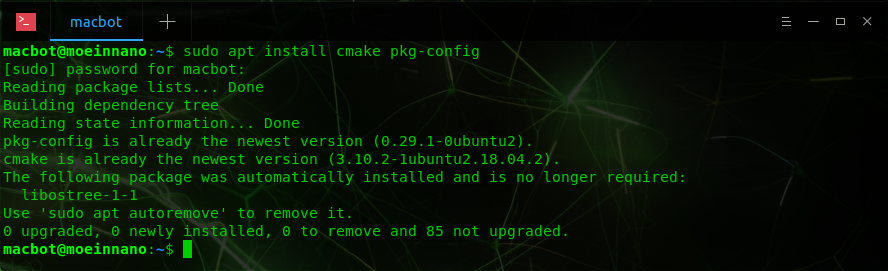 macbot
macbot@moeinnano:~$ sudo apt install cmake pkg-config
[sudo] password for macbot:
Reading package lists... Done
Building dependency tree
Reading state information... Done
pkg-config is already the newest version (0.29.1-0ubuntu2).
cmake is already the newest version (3.10.2-1ubuntu2.18.04.2).
The following package was automatically installed and is no longer required:
  libostree-1-1
Use 'sudo apt autoremove' to remove it.
0 upgraded, 0 newly installed, 0 to remove and 85 not upgraded.
macbot@moeinnano:~$